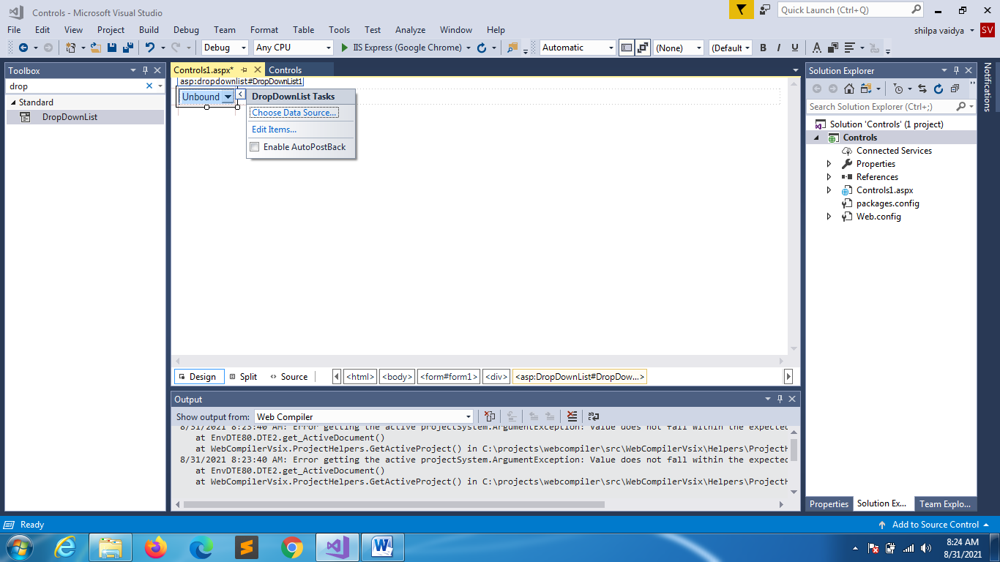 Controls - Microsoft Visual Studio
Quick Launch (Ctrl+Q)
File Edit View Project Build Debug Team Format Table Tools Test Analyze Window Help
shilpa vaidya SV
Debug Any CPU IIS Express (Google Chrome) Automatic (None) (Default B I U A
Toolbox
drop
Standard
DropDownList
Controls1.aspx* Controls
asp:dropdownlist#DropDownList1
Unbound
DropDownList Tasks
Choose Data Source...
Edit Items...
Enable AutoPostBack
Design Split Source <html> <body> <form#form1> <div> <asp:DropDownList#DropDow...>
Output
Show output from: Web Compiler
8/31/2021 8:23:40 AM: Error getting the active projectSystem.ArgumentException: Value does not fall within the expected
at EnvDTE80.DTE2.get_ActiveDocument()
at WebCompilerVsix.ProjectHelpers.GetActiveProject() in C:\projects\webcompiler\src\WebCompilerVsix\Helpers\ProjectH
8/31/2021 8:23:40 AM: Error getting the active projectSystem.ArgumentException: Value does not fall within the expected
at EnvDTE80.DTE2.get_ActiveDocument()
at WebCompilerVsix.ProjectHelpers.GetActiveProject() in C:\projects\webcompiler\src\WebCompilerVsix\Helpers\ProjectH
Solution Explorer
Search Solution Explorer (Ctrl+;)
Solution 'Controls' (1 project)
Controls
Connected Services
Properties
References
Controls1.aspx
packages.config
Web.config
Properties Solution Ex... Team Explo...
Notifications
Ready
Add to Source Control
8:24 AM
8/31/2021